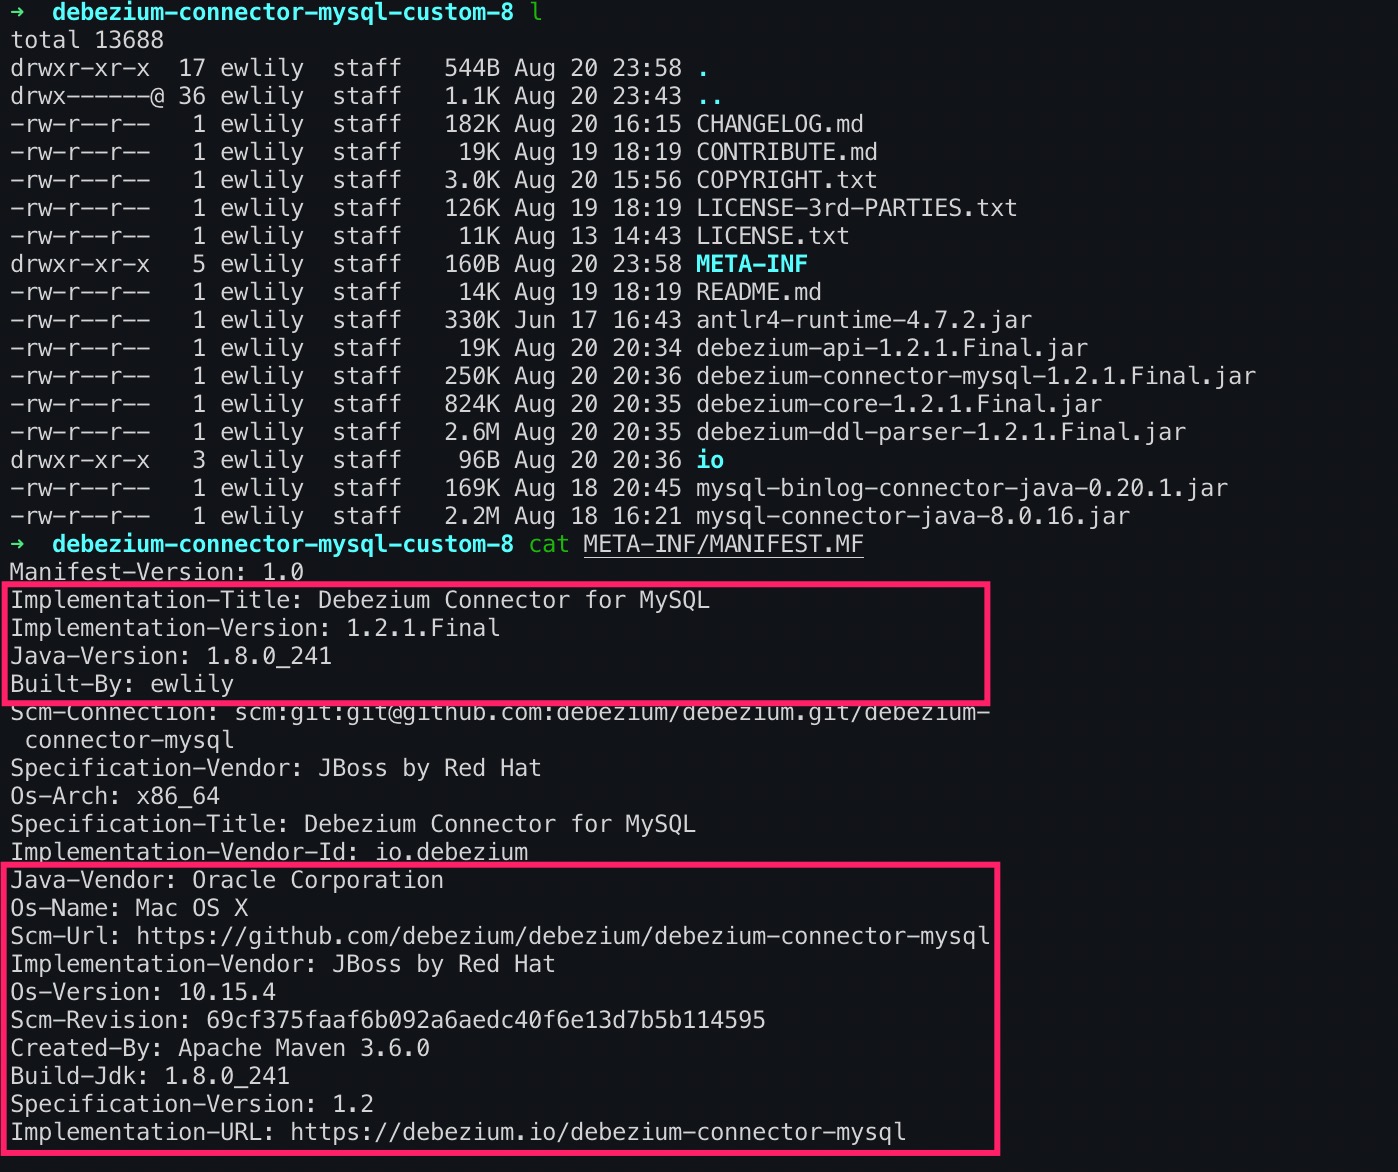 → debezium-connector-mysql-custom-8 l
total 13688
drwxr-xr-x  17 ewlily  staff   544B Aug 20 23:58 .
drwx------@ 36 ewlily  staff   1.1K Aug 20 23:43 ..
-rw-r--r--   1 ewlily  staff   182K Aug 20 16:15 CHANGELOG.md
-rw-r--r--   1 ewlily  staff    19K Aug 19 18:19 CONTRIBUTE.md
-rw-r--r--   1 ewlily  staff   3.0K Aug 20 15:56 COPYRIGHT.txt
-rw-r--r--   1 ewlily  staff   126K Aug 19 18:19 LICENSE-3rd-PARTIES.txt
-rw-r--r--   1 ewlily  staff    11K Aug 13 14:43 LICENSE.txt
drwxr-xr-x   5 ewlily  staff   160B Aug 20 23:58 META-INF
-rw-r--r--   1 ewlily  staff    14K Aug 19 18:19 README.md
-rw-r--r--   1 ewlily  staff   330K Jun 17 16:43 antlr4-runtime-4.7.2.jar
-rw-r--r--   1 ewlily  staff    19K Aug 20 20:34 debezium-api-1.2.1.Final.jar
-rw-r--r--   1 ewlily  staff   250K Aug 20 20:36 debezium-connector-mysql-1.2.1.Final.jar
-rw-r--r--   1 ewlily  staff   824K Aug 20 20:35 debezium-core-1.2.1.Final.jar
-rw-r--r--   1 ewlily  staff   2.6M Aug 20 20:35 debezium-ddl-parser-1.2.1.Final.jar
drwxr-xr-x   3 ewlily  staff    96B Aug 20 20:36 io
-rw-r--r--   1 ewlily  staff   169K Aug 18 20:45 mysql-binlog-connector-java-0.20.1.jar
-rw-r--r--   1 ewlily  staff   2.2M Aug 18 16:21 mysql-connector-java-8.0.16.jar
→ debezium-connector-mysql-custom-8 cat META-INF/MANIFEST.MF
Manifest-Version: 1.0
Implementation-Title: Debezium Connector for MySQL
Implementation-Version: 1.2.1.Final
Java-Version: 1.8.0_241
Built-By: ewlily
Scm-Connection: scm:git:git@github.com:debezium/debezium.git/debezium-
 connector-mysql
Specification-Vendor: JBoss by Red Hat
Os-Arch: x86_64
Specification-Title: Debezium Connector for MySQL
Implementation-Vendor-Id: io.debezium
Java-Vendor: Oracle Corporation
Os-Name: Mac OS X
Scm-Url: https://github.com/debezium/debezium/debezium-connector-mysql
Implementation-Vendor: JBoss by Red Hat
Os-Version: 10.15.4
Scm-Revision: 69cf375faaf6b092a6aedc40f6e13d7b5b114595
Created-By: Apache Maven 3.6.0
Build-Jdk: 1.8.0_241
Specification-Version: 1.2
Implementation-URL: https://debezium.io/debezium-connector-mysql